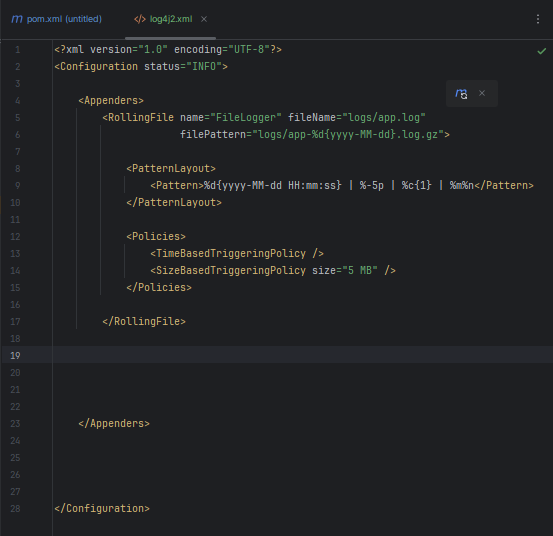 pom.xml (untitled)
log4j2.xml
1 <?xml version="1.0" encoding="UTF-8"?>
2 <Configuration status="INFO">
3
4     <Appenders>
5         <RollingFile name="FileLogger" fileName="logs/app.log"
6                      filePattern="logs/app-%d{yyyy-MM-dd}.log.gz">
7
8             <PatternLayout>
9                 <Pattern>%d{yyyy-MM-dd HH:mm:ss} | %-5p | %c{1} | %m%n</Pattern>
10             </PatternLayout>
11
12             <Policies>
13                 <TimeBasedTriggeringPolicy />
14                 <SizeBasedTriggeringPolicy size="5 MB" />
15             </Policies>
16
17         </RollingFile>
18
19
20
21
22
23     </Appenders>
24
25
26
27
28 </Configuration>